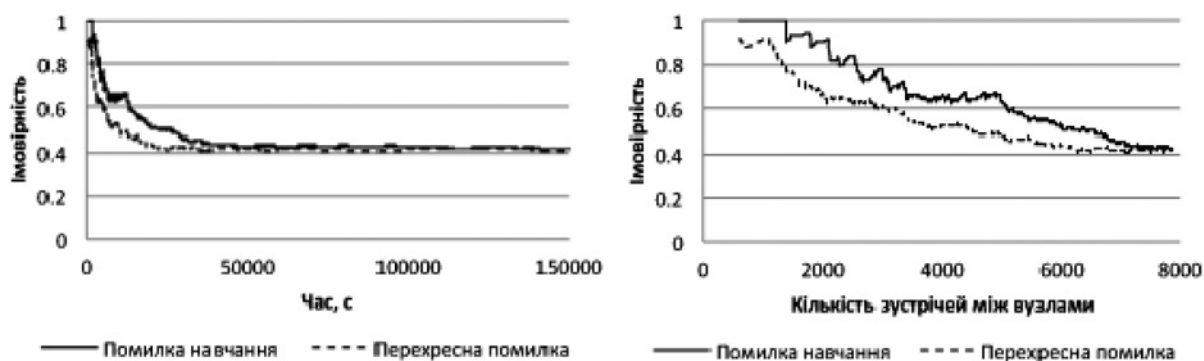 Імовірність
1
0.8
0.6
0.4
0.2
0
0
50000
100000
150000
Час, с
Помилка навчання
Перехресна помилка
Імовірність
1
0.8
0.6
0.4
0.2
0
0
2000
4000
6000
8000
Кількість зустрічей між вузлами
Помилка навчання
Перехресна помилка